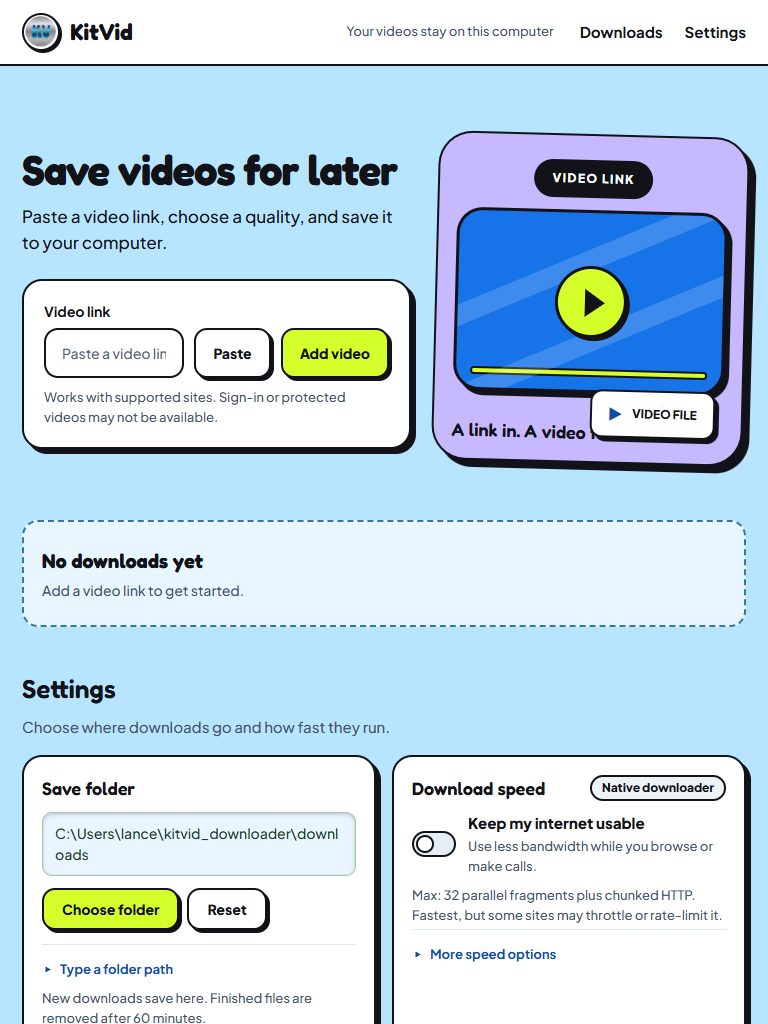 KV KitVid
Your videos stay on this computer
Downloads
Settings
Save videos for later
Paste a video link, choose a quality, and save it
to your computer.
Video link
Paste a video lin
Paste
Add video
Works with supported sites. Sign-in or protected
videos may not be available.
VIDEO LINK
VIDEO FILE
A link in. A video
No downloads yet
Add a video link to get started.
Settings
Choose where downloads go and how fast they run.
Save folder
C:\Users\lance\kitvid_downloader\downl
oads
Choose folder
Reset
Type a folder path
New downloads save here. Finished files are
removed after 60 minutes.
Download speed
Native downloader
Keep my internet usable
Use less bandwidth while you browse or
make calls.
Max: 32 parallel fragments plus chunked HTTP.
Fastest, but some sites may throttle or rate-limit it.
More speed options